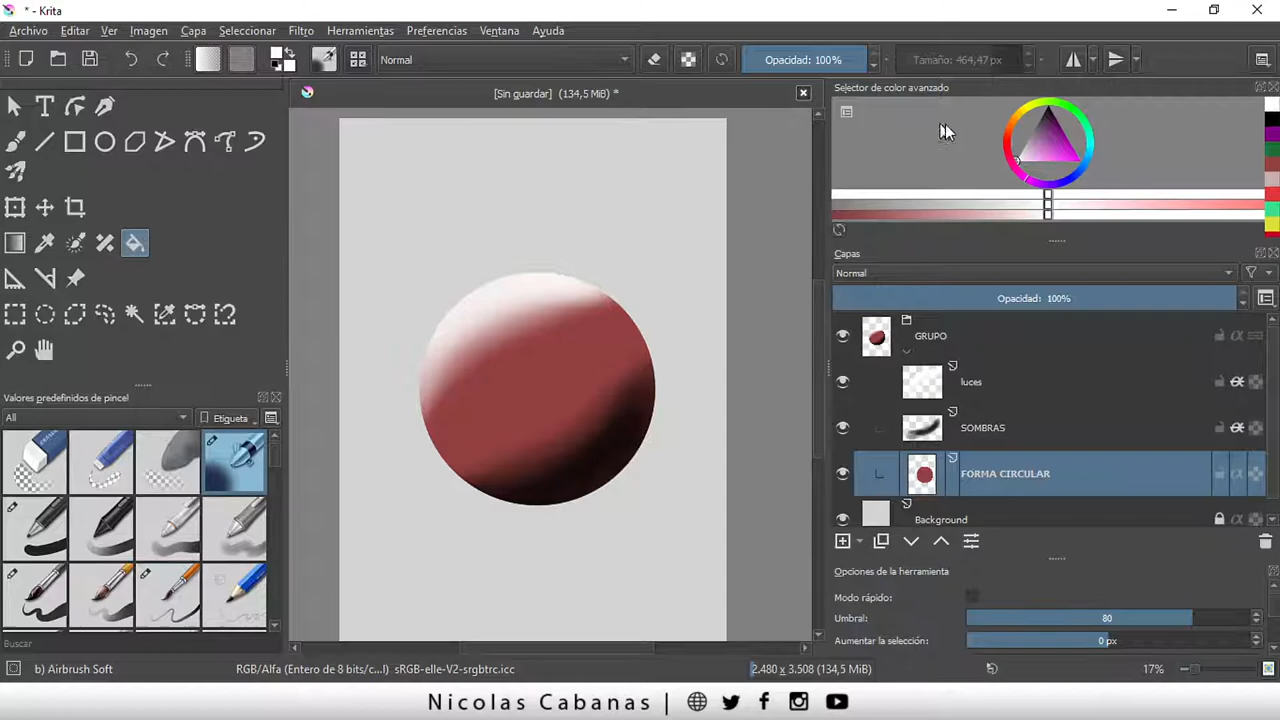 * - Krita
Archivo Editar Ver Imagen Capa Seleccionar Filtro Herramientas Preferencias Ventana Ayuda
Normal Opacidad: 100% Tamaño: 464,47 px
[Sin guardar] (134,5 MiB) * Selector de color avanzado
Capas
Normal
Opacidad: 100%
GRUPO
luces
SOMBRAS
FORMA CIRCULAR
Background
Valores predefinidos de pincel
All Etiqueta
Buscar
Opciones de la herramienta
Modo rápido:
Umbral: 80
Aumentar la selección: 0 px
b) Airbrush Soft RGB/Alfa (Entero de 8 bits/c...l) sRGB-elle-V2-srgbtrc.icc 2.480 x 3.508 (134,5 MiB) 17%
Nicolas Cabanas |